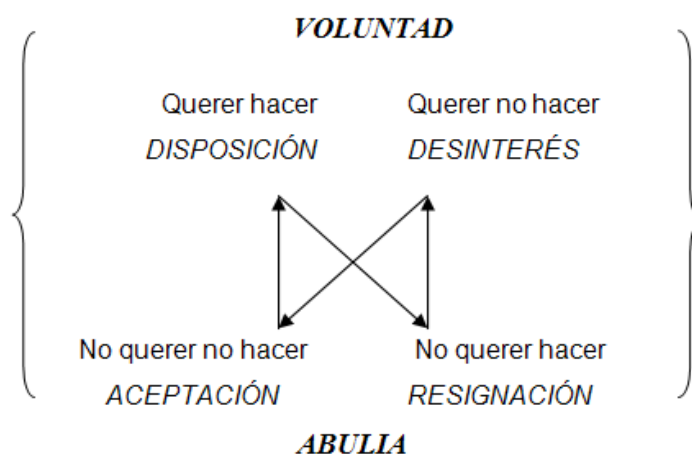 VOLUNTAD
Querer hacer Querer no hacer
DISPOSICIÓN DESINTERÉS
No querer no hacer No querer hacer
ACEPTACIÓN RESIGNACIÓN
ABULIA